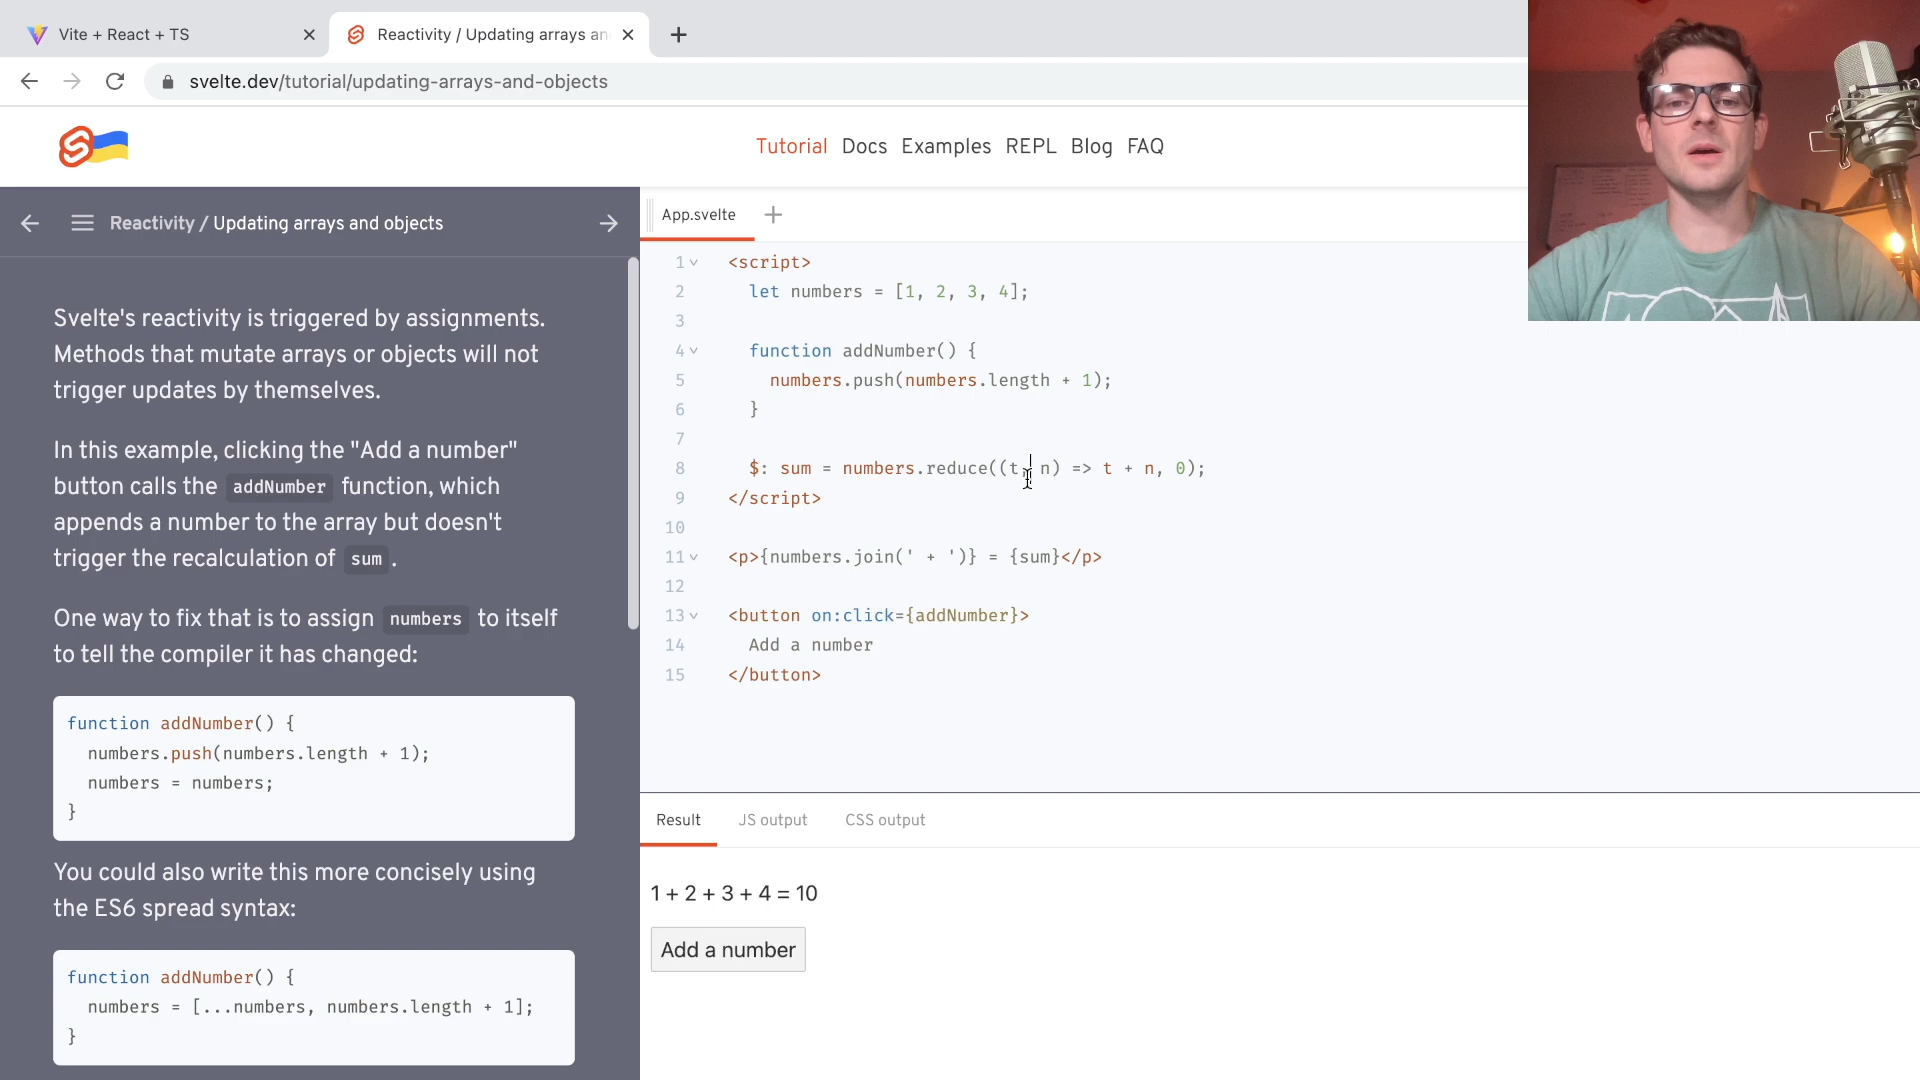 Vite + React + TS
Reactivity / Updating arrays an
svelte.dev/tutorial/updating-arrays-and-objects
Tutorial Docs Examples REPL Blog FAQ
Reactivity / Updating arrays and objects
Svelte's reactivity is triggered by assignments.
Methods that mutate arrays or objects will not
trigger updates by themselves.
In this example, clicking the "Add a number"
button calls the addNumber function, which
appends a number to the array but doesn't
trigger the recalculation of sum .
One way to fix that is to assign numbers to itself
to tell the compiler it has changed:
function addNumber() {
  numbers.push(numbers.length + 1);
  numbers = numbers;
}
You could also write this more concisely using
the ES6 spread syntax:
function addNumber() {
  numbers = [...numbers, numbers.length + 1];
}
App.svelte
1 <script>
2   let numbers = [1, 2, 3, 4];
3
4   function addNumber() {
5     numbers.push(numbers.length + 1);
6   }
7
8   $: sum = numbers.reduce((t, n) => t + n, 0);
9 </script>
10
11 <p>{numbers.join(' + ')} = {sum}</p>
12
13 <button on:click={addNumber}>
14   Add a number
15 </button>
Result JS output CSS output
1 + 2 + 3 + 4 = 10
Add a number